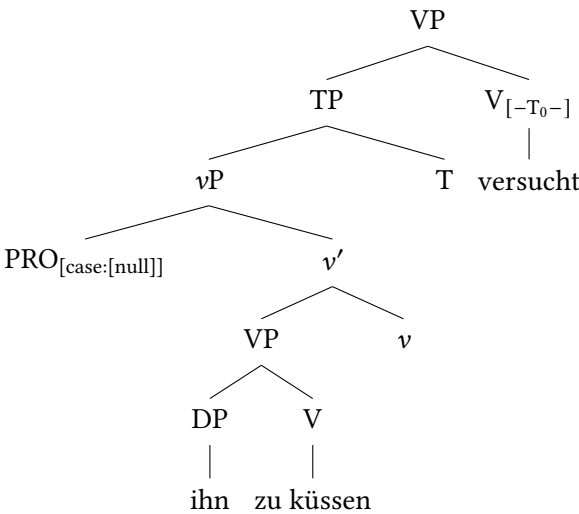 VP
TP V[−T₀−]
vP T versucht
PRO[case:[null]] v′
VP v
DP V
ihn zu küssen